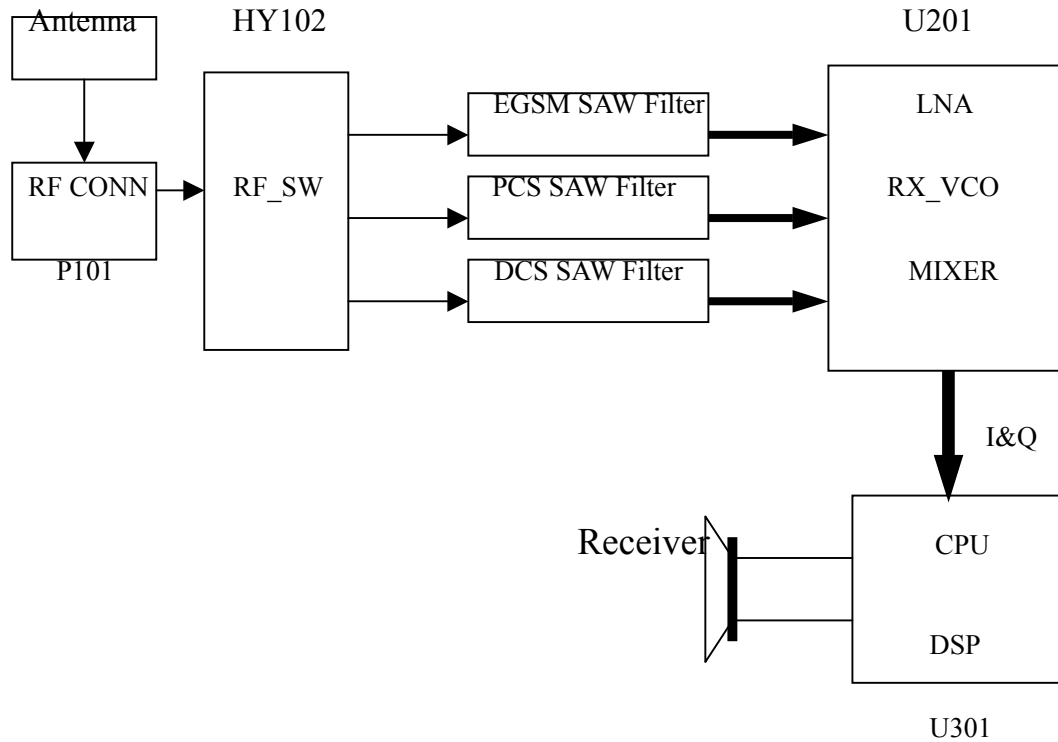 Antenna
HY102
U201
EGSM SAW Filter
LNA
RF CONN
RF_SW
PCS SAW Filter
RX_VCO
P101
DCS SAW Filter
MIXER
I&Q
Receiver
CPU
DSP
U301